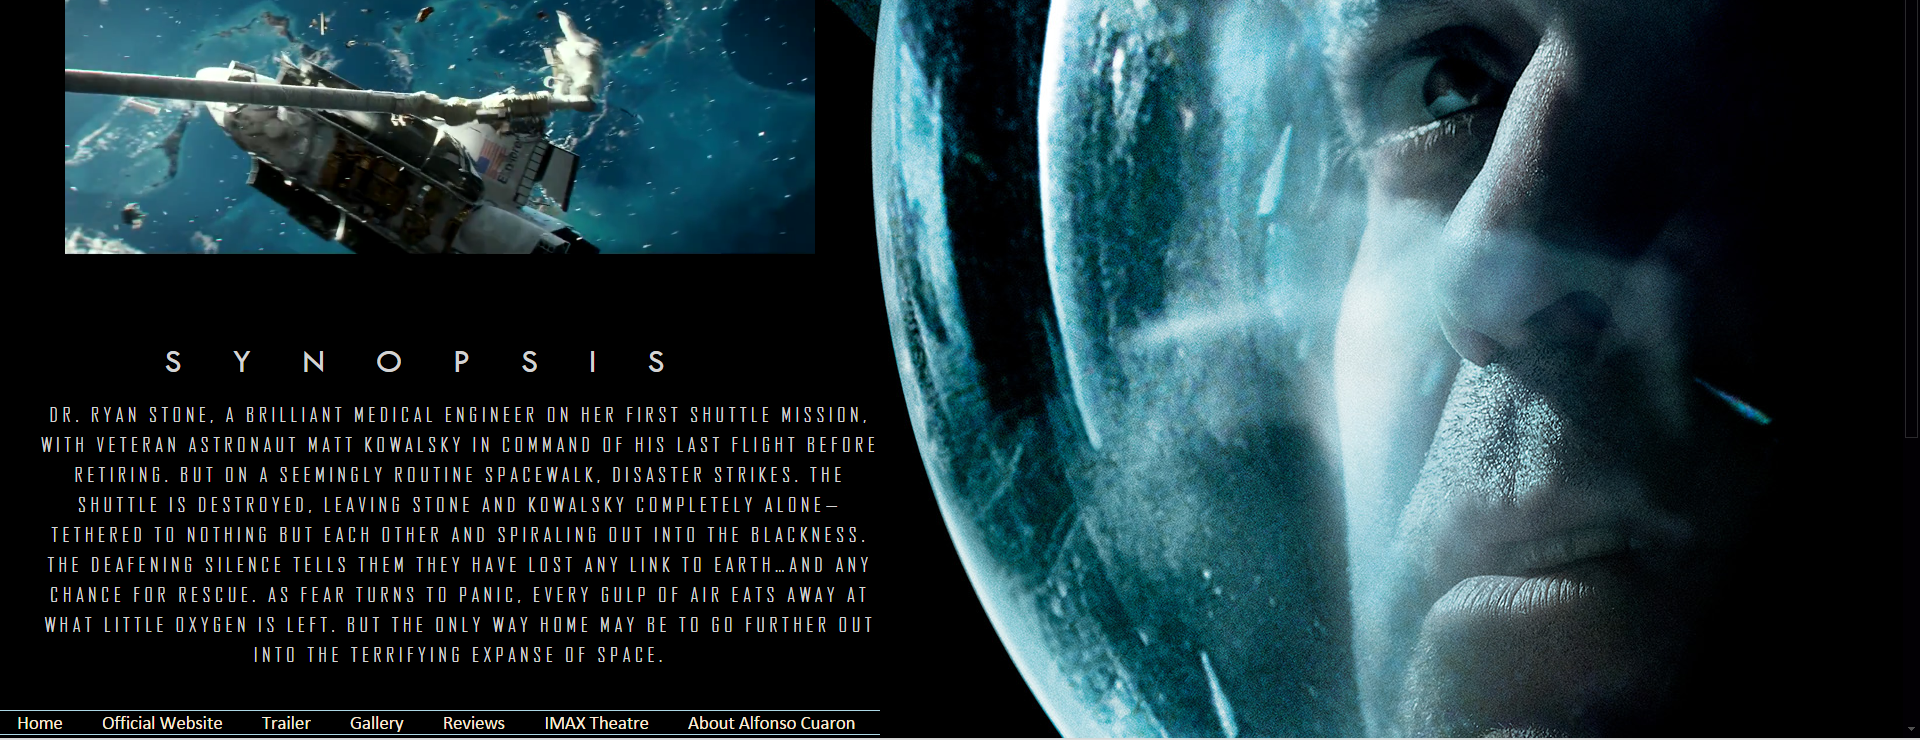 Explorer
S Y N O P S I S
DR. RYAN STONE, A BRILLIANT MEDICAL ENGINEER ON HER FIRST SHUTTLE MISSION,
WITH VETERAN ASTRONAUT MATT KOWALSKY IN COMMAND OF HIS LAST FLIGHT BEFORE
RETIRING. BUT ON A SEEMINGLY ROUTINE SPACEWALK, DISASTER STRIKES. THE
SHUTTLE IS DESTROYED, LEAVING STONE AND KOWALSKY COMPLETELY ALONE—
TETHERED TO NOTHING BUT EACH OTHER AND SPIRALING OUT INTO THE BLACKNESS.
THE DEAFENING SILENCE TELLS THEM THEY HAVE LOST ANY LINK TO EARTH…AND ANY
CHANCE FOR RESCUE. AS FEAR TURNS TO PANIC, EVERY GULP OF AIR EATS AWAY AT
WHAT LITTLE OXYGEN IS LEFT. BUT THE ONLY WAY HOME MAY BE TO GO FURTHER OUT
INTO THE TERRIFYING EXPANSE OF SPACE.
Home Official Website Trailer Gallery Reviews IMAX Theatre About Alfonso Cuaron